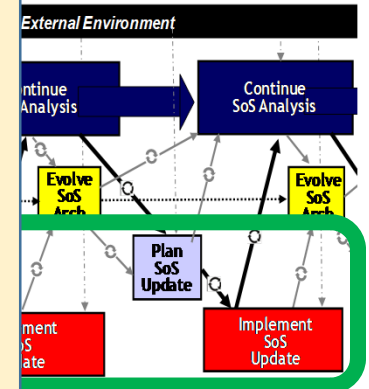 External Environment
ntinue
Analysis
Continue
SoS Analysis
Evolve
SoS
Arch
Evolve
SoS
Arch
Plan
SoS
Update
ment
oS
ate
Implement
SoS
Update